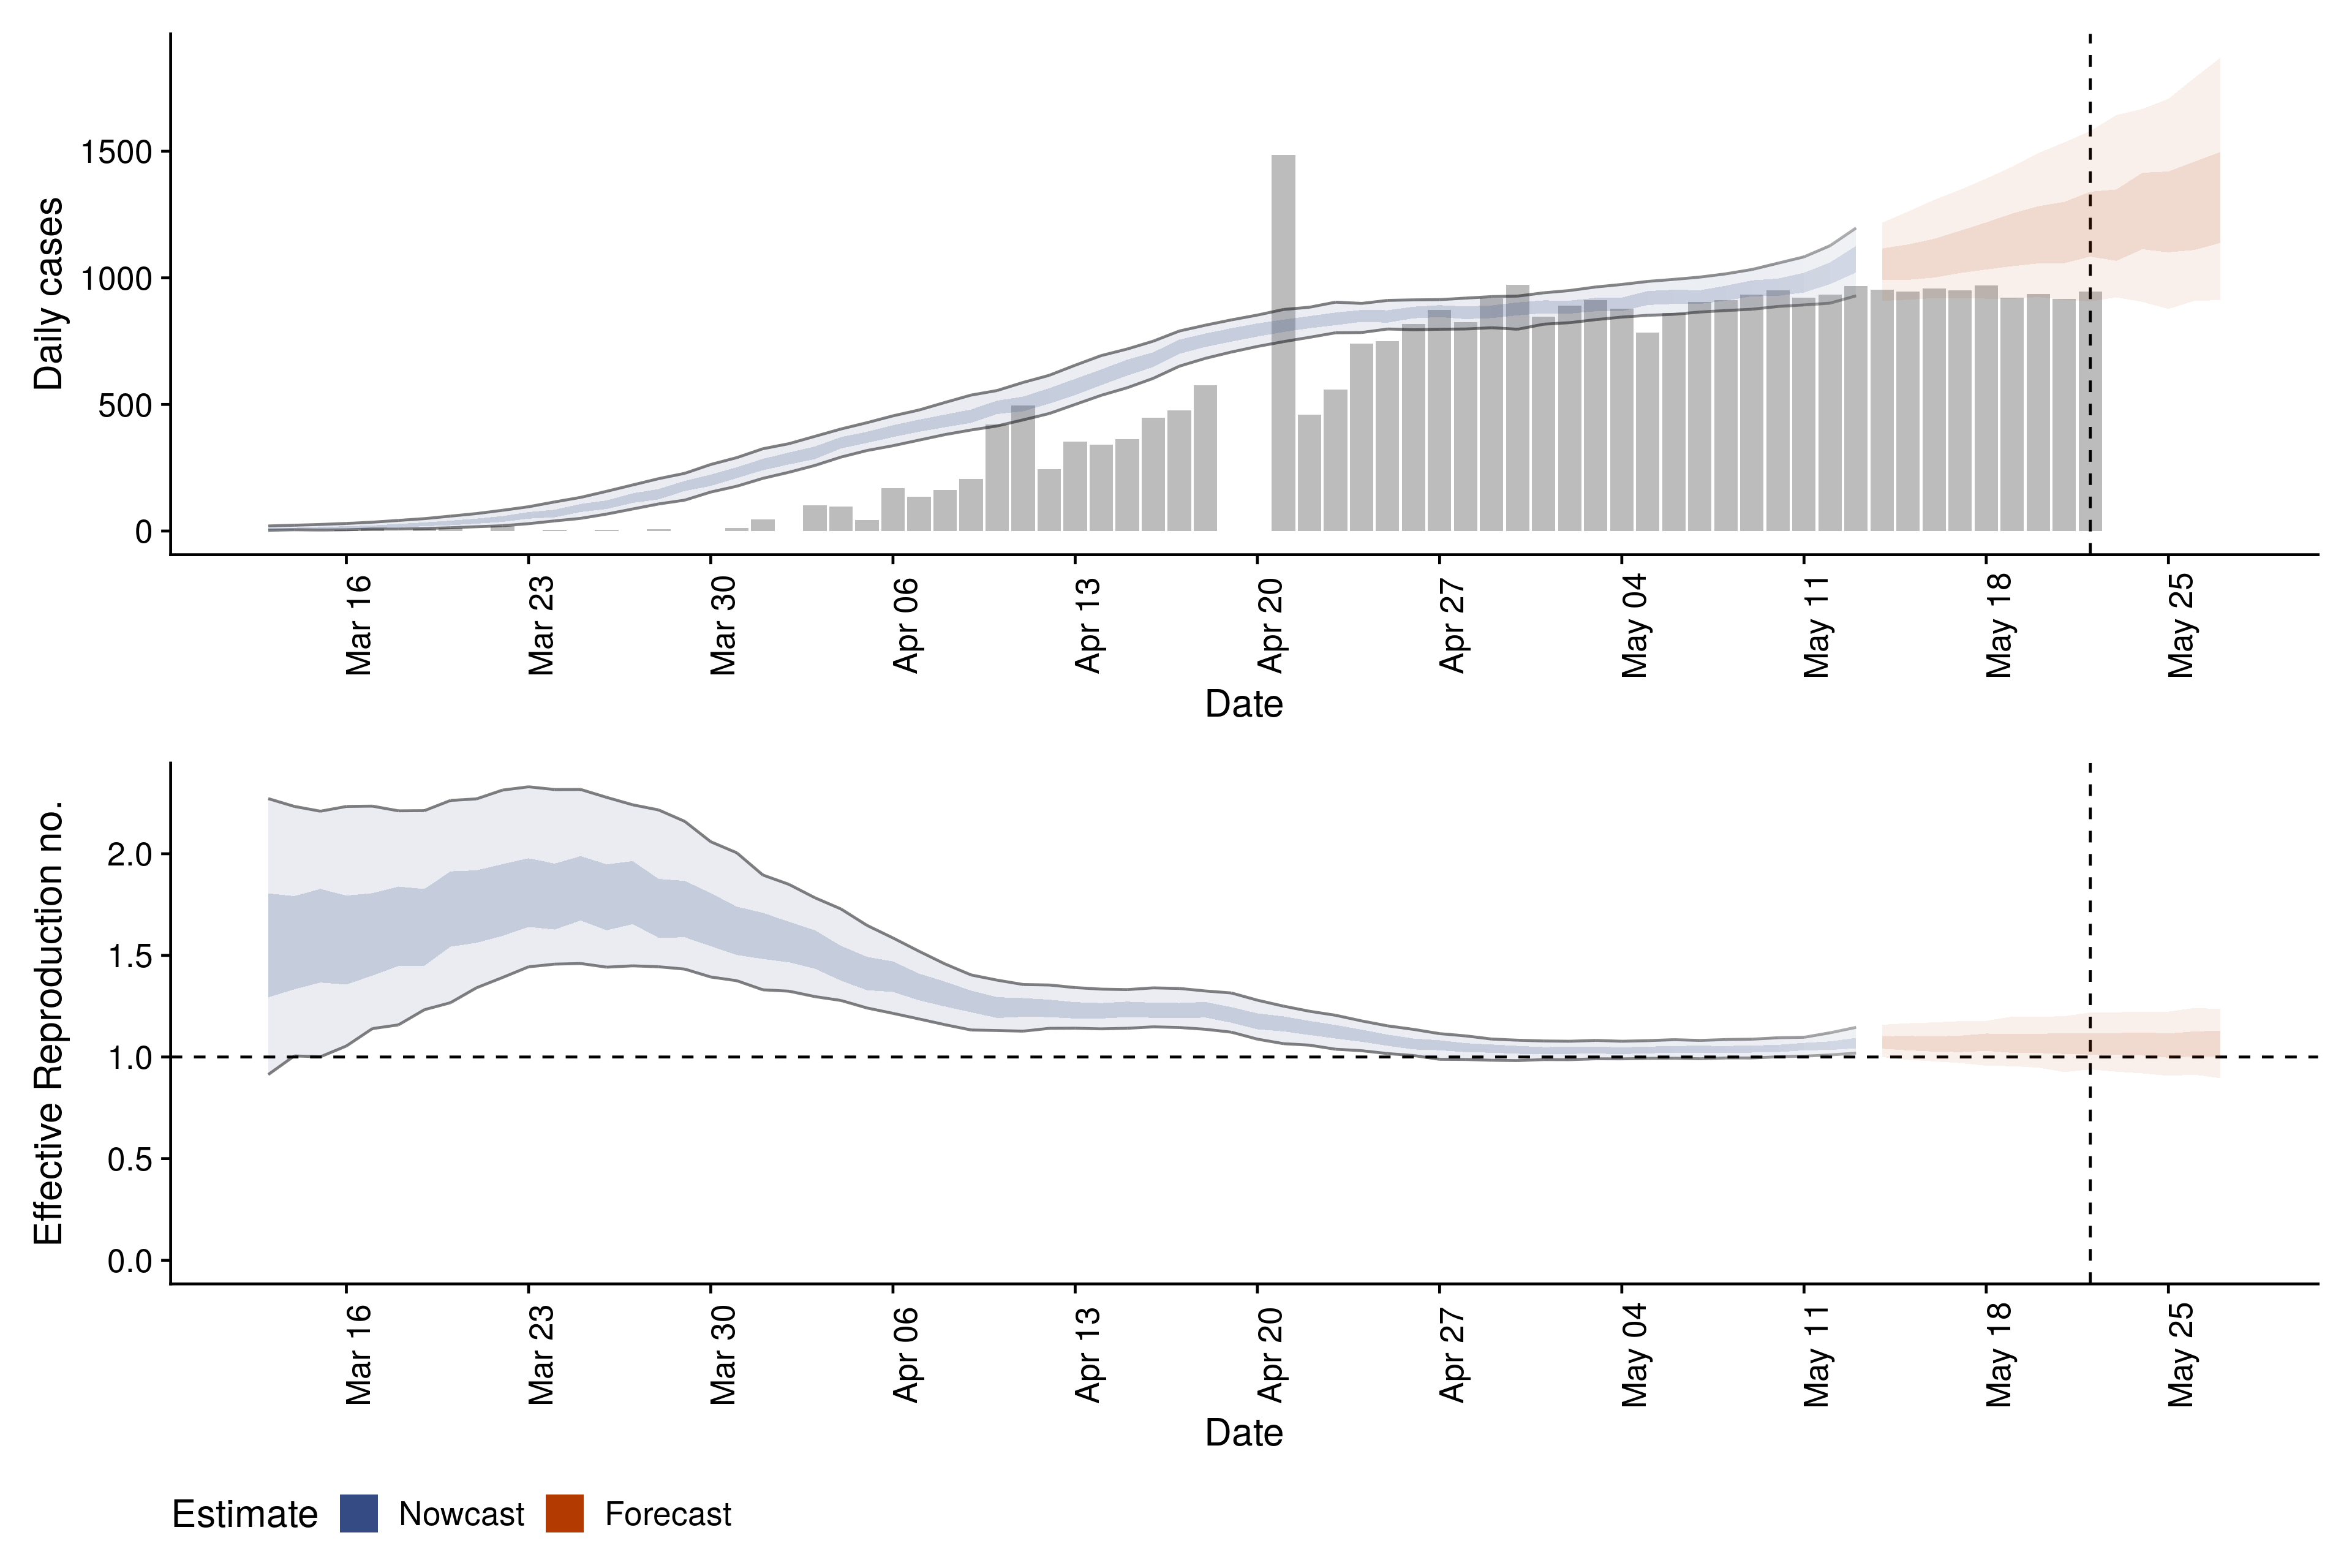 Daily cases
1500
1000
500
0
Mar 16
Mar 23
Mar 30
Apr 06
Apr 13
Apr 20
Apr 27
May 04
May 11
May 18
May 25
Date
Effective Reproduction no.
2.0
1.5
1.0
0.5
0.0
Mar 16
Mar 23
Mar 30
Apr 06
Apr 13
Apr 20
Apr 27
May 04
May 11
May 18
May 25
Date
Estimate Nowcast Forecast